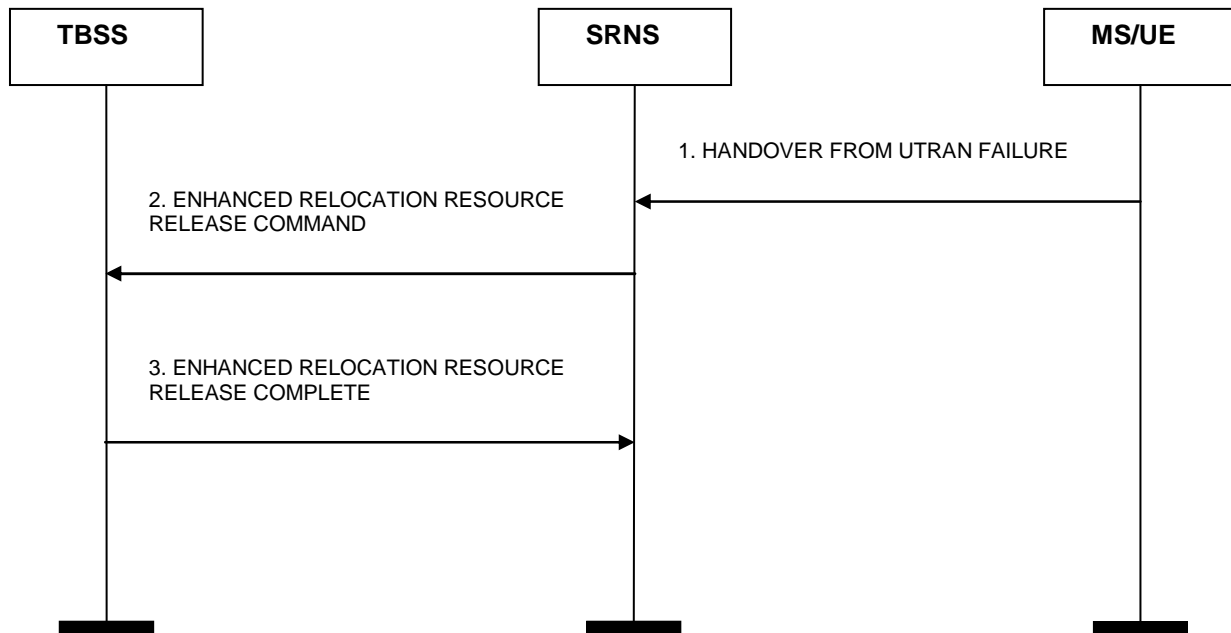 TBSS
SRNS
MS/UE
1. HANDOVER FROM UTRAN FAILURE
2. ENHANCED RELOCATION RESOURCE
RELEASE COMMAND
3. ENHANCED RELOCATION RESOURCE
RELEASE COMPLETE